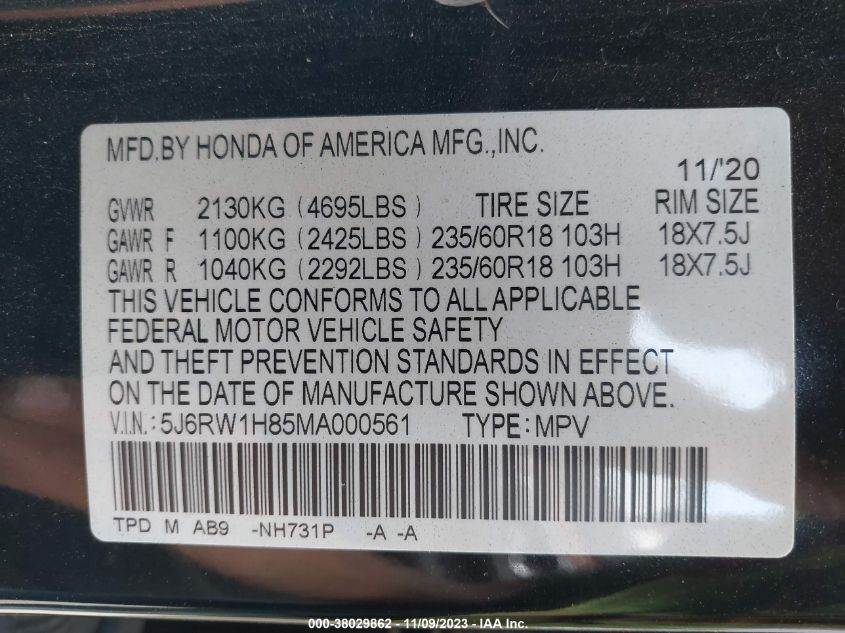 MFD.BY HONDA OF AMERICA MFG.,INC.
11/'20
GVWR 2130KG (4695LBS) TIRE SIZE RIM SIZE
GAWR F 1100KG (2425LBS) 235/60R18 103H 18X7.5J
GAWR R 1040KG (2292LBS) 235/60R18 103H 18X7.5J
THIS VEHICLE CONFORMS TO ALL APPLICABLE
FEDERAL MOTOR VEHICLE SAFETY
AND THEFT PREVENTION STANDARDS IN EFFECT
ON THE DATE OF MANUFACTURE SHOWN ABOVE.
V.I.N.: 5J6RW1H85MA000561 TYPE: MPV
TPD M AB9 -NH731P -A -A
000-38029862 - 11/09/2023 - IAA Inc.